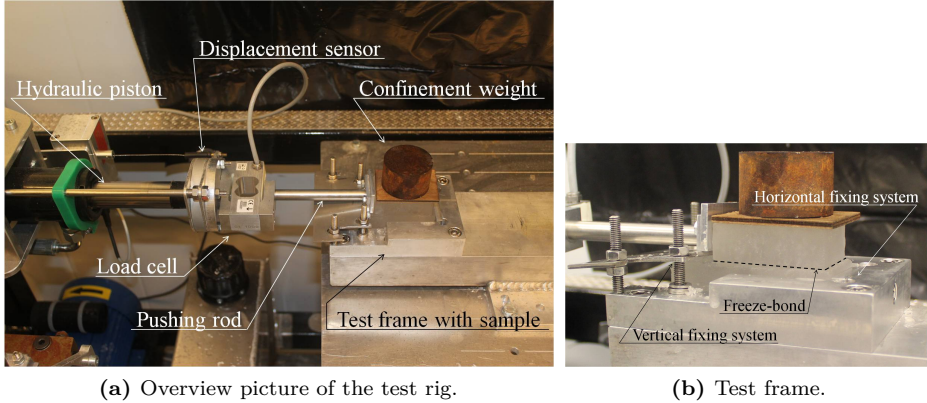 Displacement sensor
Hydraulic piston
Confinement weight
Load cell
Pushing rod
Test frame with sample
Horizontal fixing system
Freeze-bond
Vertical fixing system
(a) Overview picture of the test rig.
(b) Test frame.